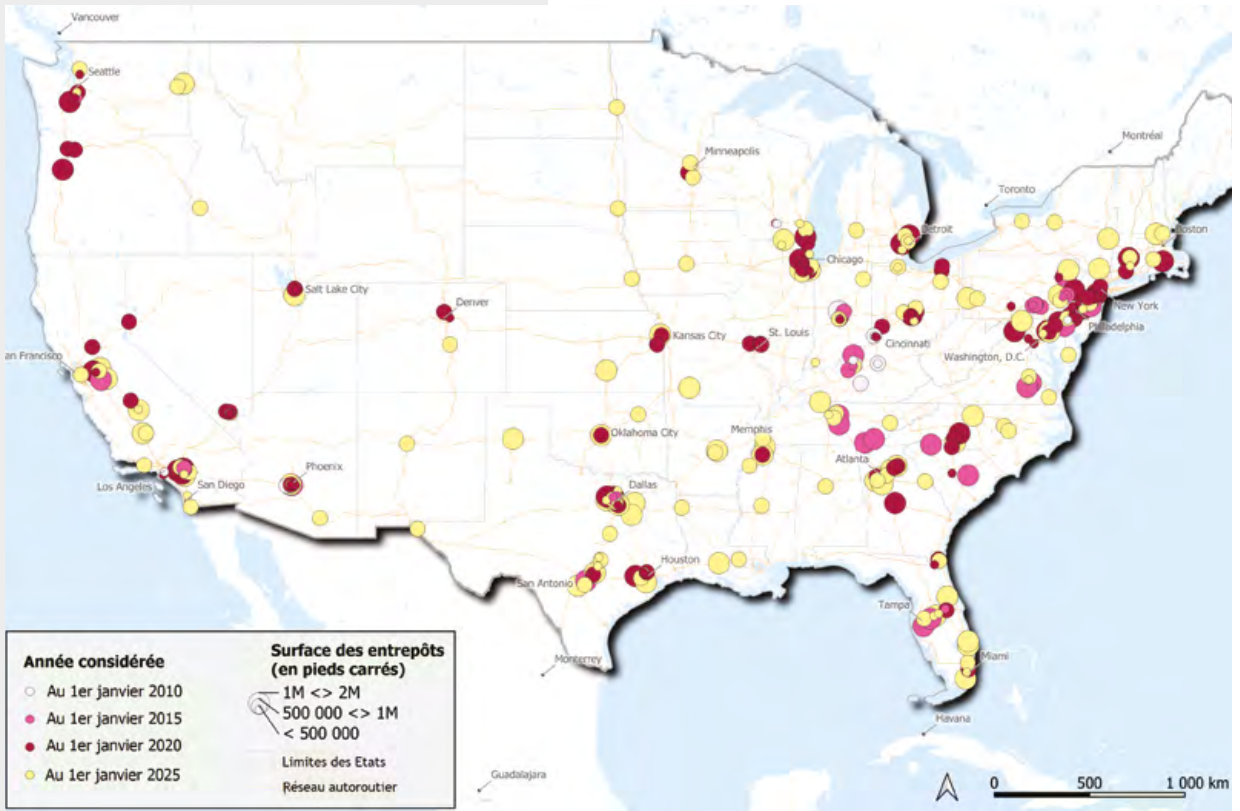 Vancouver
Seattle
Montréal
Minneapolis
Toronto
Boston
Detroit
Chicago
Salt Lake City
Denver
New York
Kansas City
St. Louis
Philadelphia
Cincinnati
an Francisco
Washington, D.C.
Oklahoma City
Memphis
Atlanta
Phoenix
Los Angeles
San Diego
Dallas
Houston
San Antonio
Tampa
Miami
Monterrey
Havana
Guadalajara
Année considérée
Au 1er janvier 2010
Au 1er janvier 2015
Au 1er janvier 2020
Au 1er janvier 2025
Surface des entrepôts
(en pieds carrés)
1M <> 2M
500 000 <> 1M
< 500 000
Limites des Etats
Réseau autoroutier
0 500 1 000 km